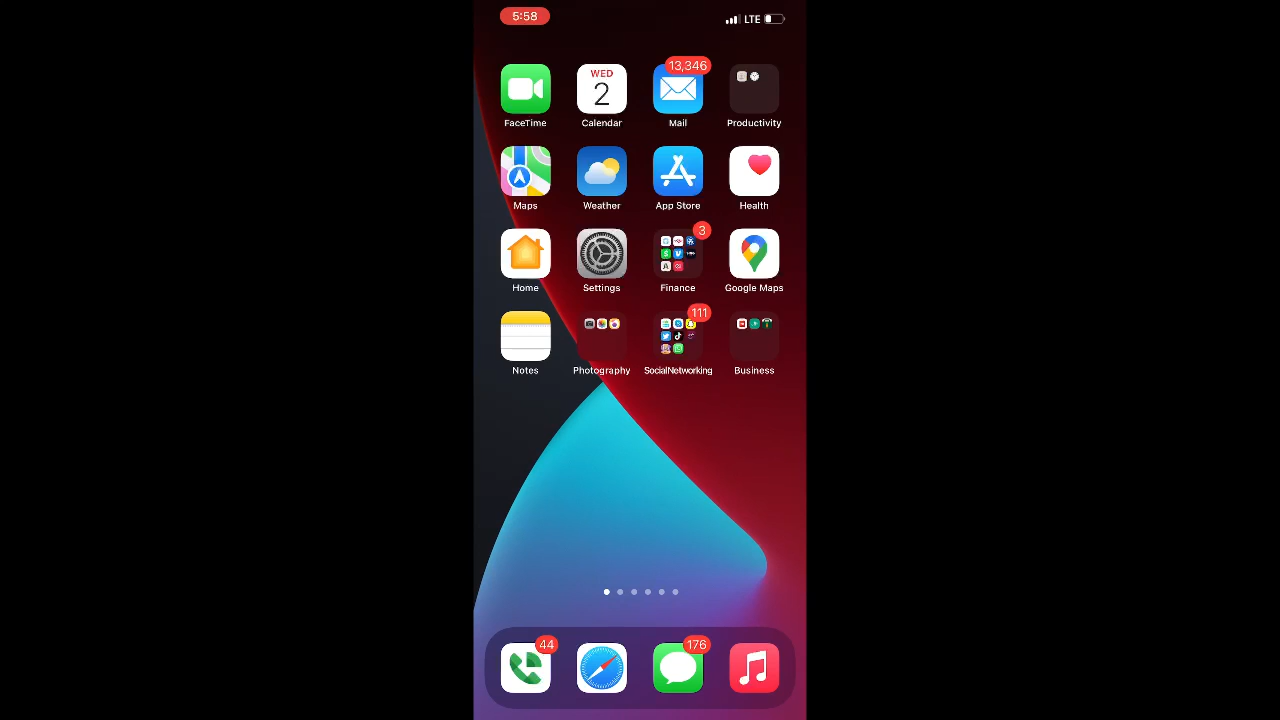 5:58
LTE
13,346
WED
2
FaceTime
Calendar
Mail
Productivity
Maps
Weather
App Store
Health
3
Home
Settings
Finance
Google Maps
111
Notes
Photography
SocialNetworking
Business
44
176